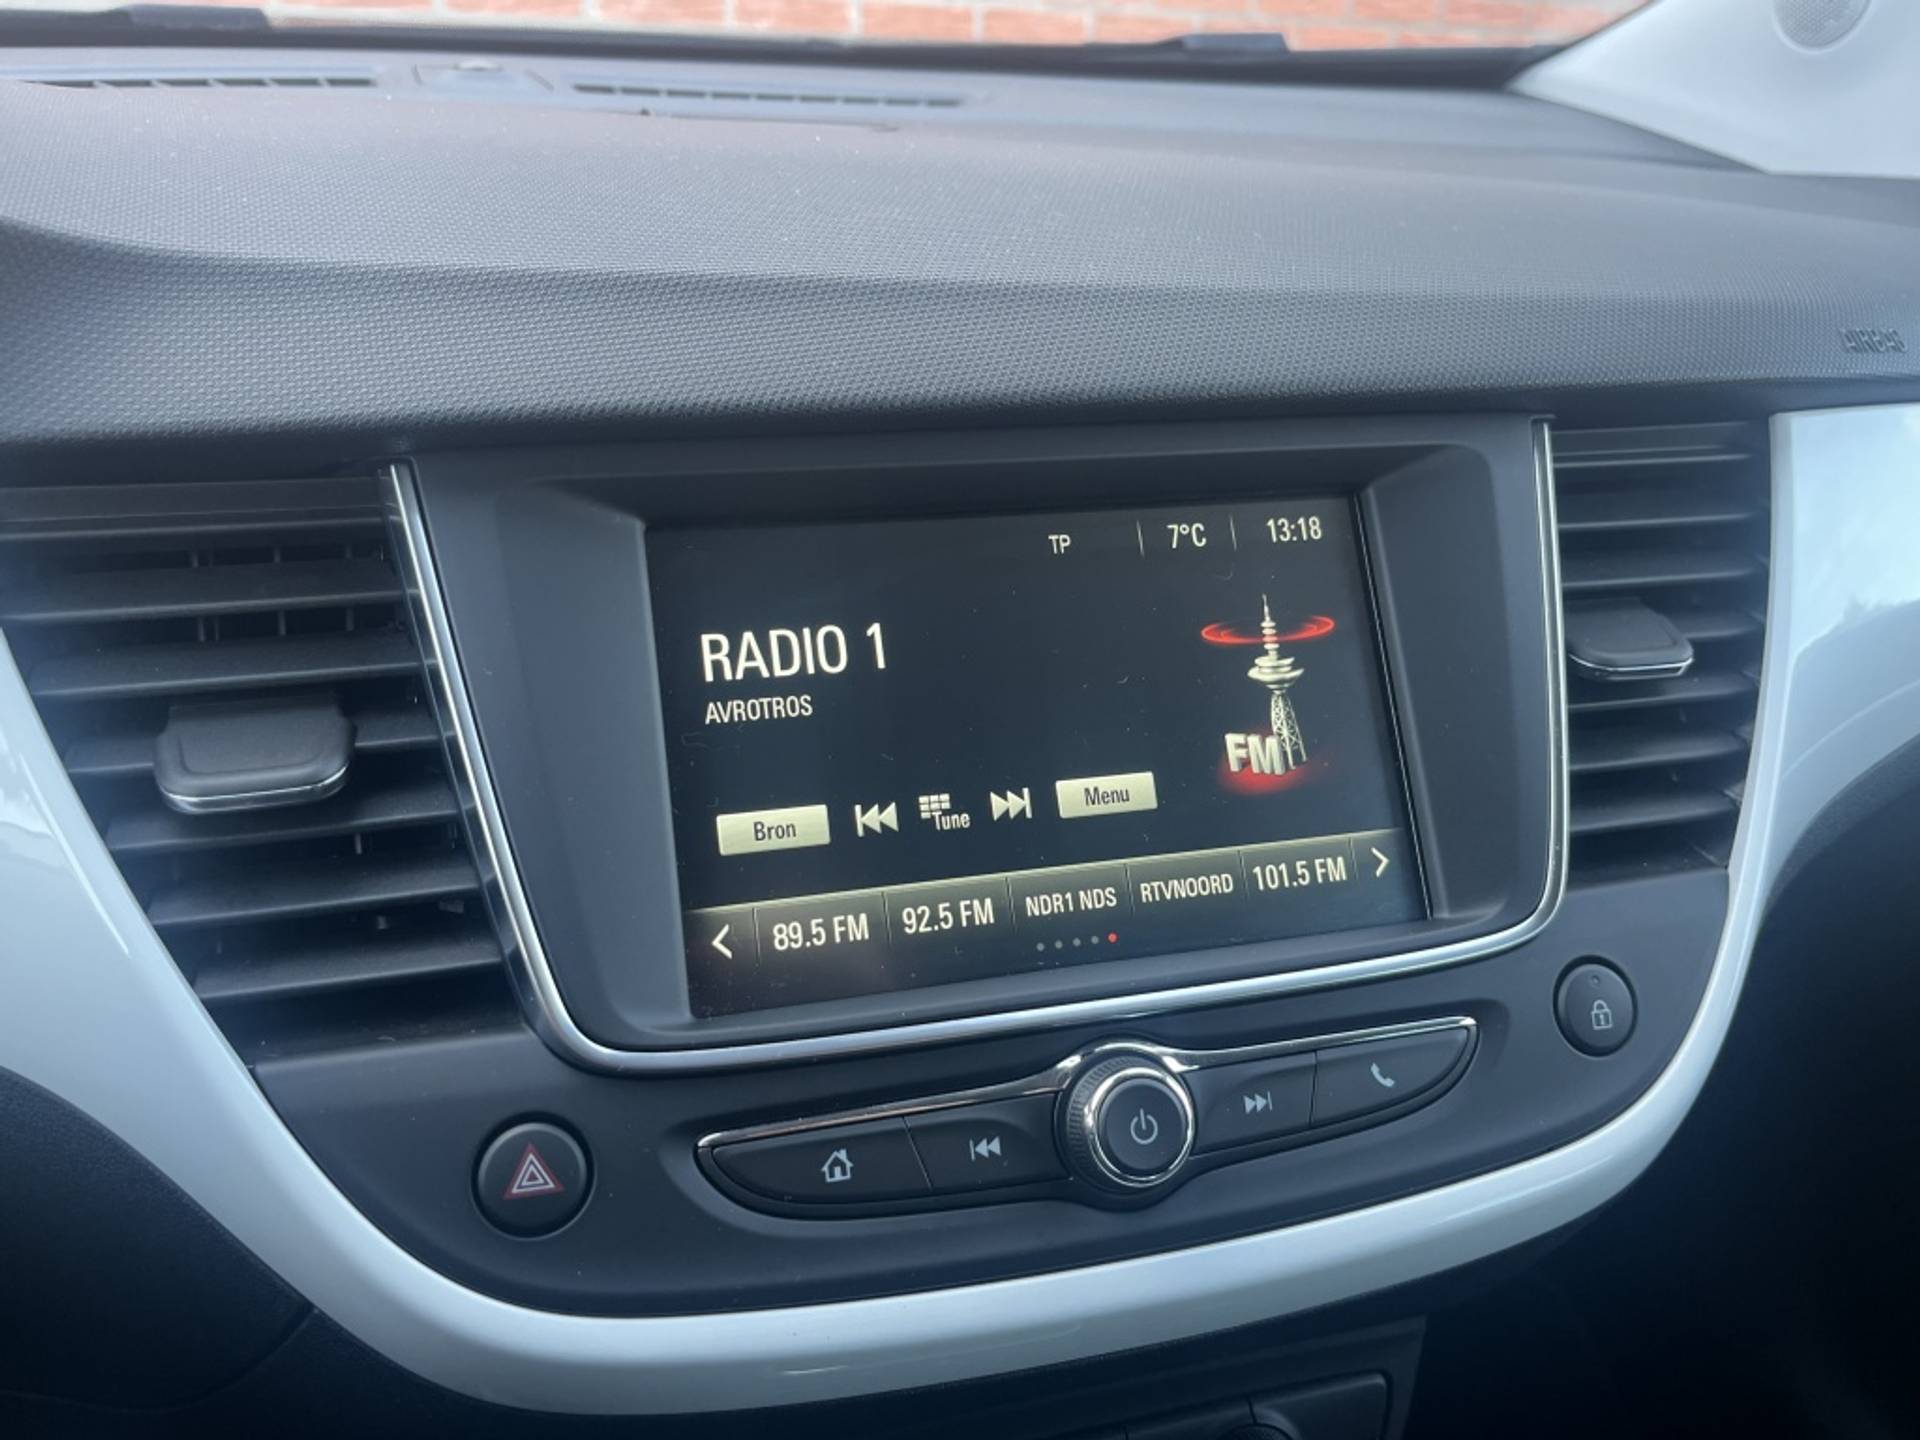 AIRBAG
TP 7°C 13:18
RADIO 1
AVROTROS
FM
Bron Tune Menu
89.5 FM 92.5 FM NDR1 NDS RTVNOORD 101.5 FM